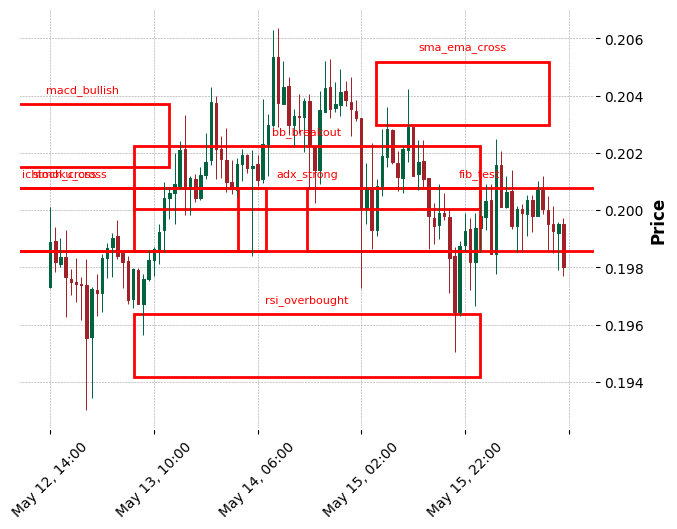 0.206
sma_ema_cross
macd_bullish
0.204
bb_breakout
0.202
stoch_cross
adx_strong
fib_test
0.200
Price
0.198
rsi_overbought
0.196
0.194
May 12, 14:00
May 13, 10:00
May 14, 06:00
May 15, 02:00
May 15, 22:00